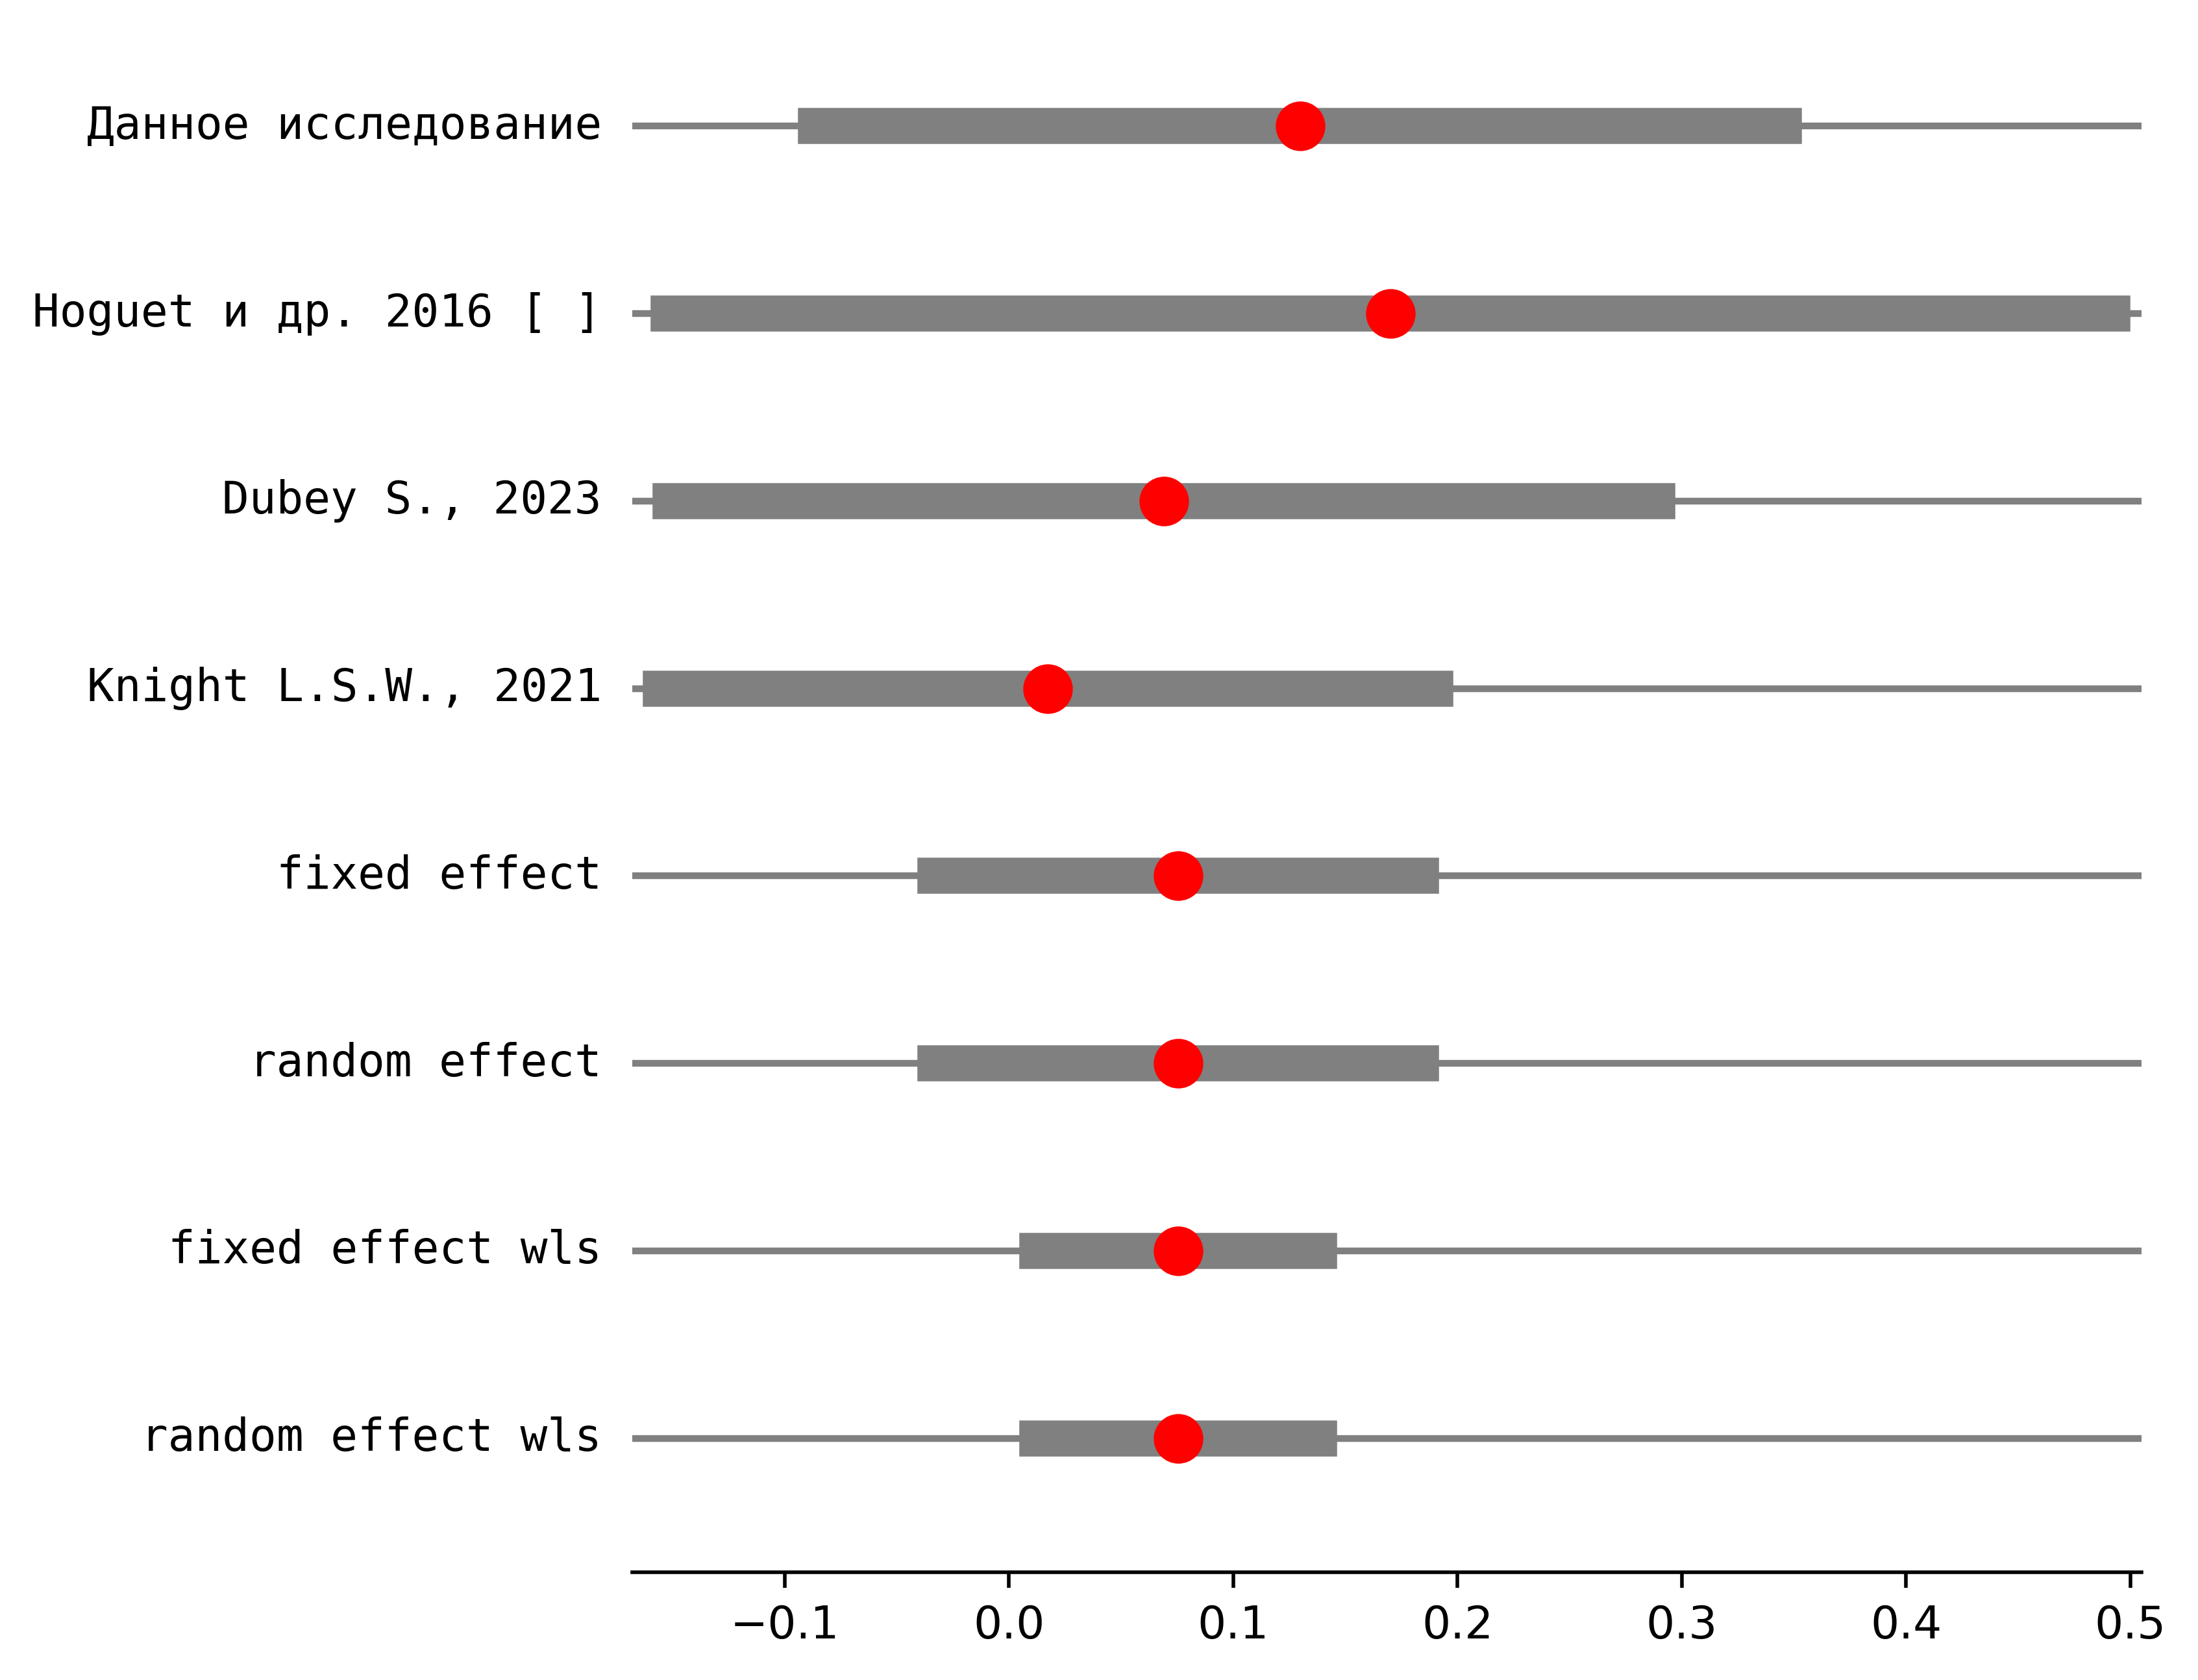 Данное исследование
Hoguet и др. 2016 [ ]
Dubey S., 2023
Knight L.S.W., 2021
fixed effect
random effect
fixed effect wls
random effect wls
−0.1 0.0 0.1 0.2 0.3 0.4 0.5